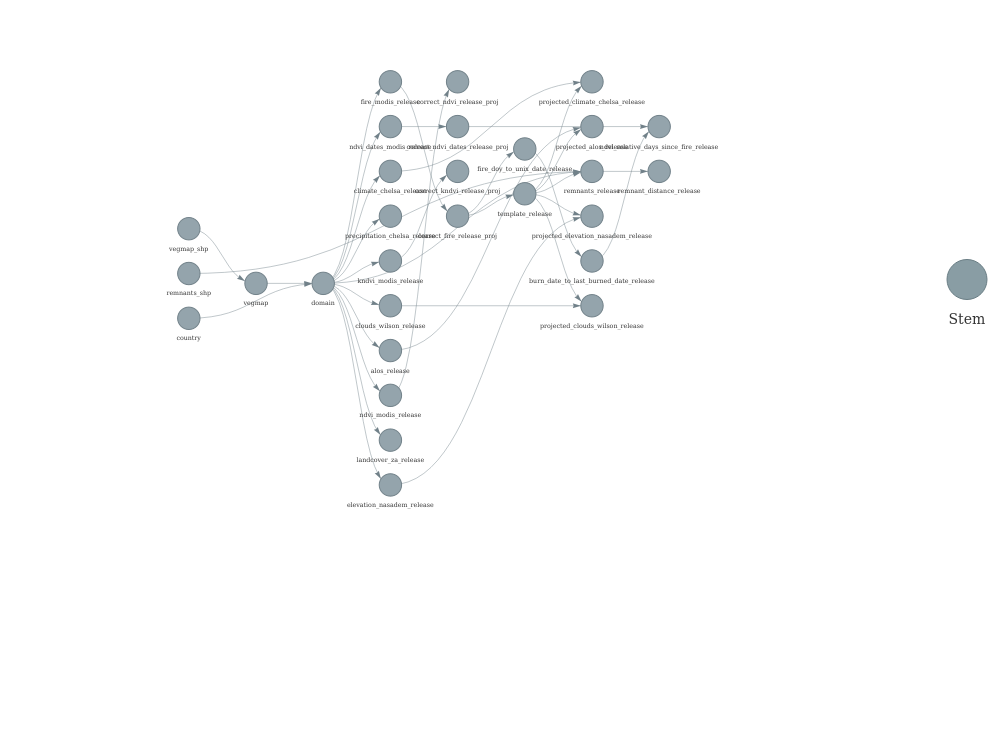 fire_modis_release
correct_ndvi_release_proj
projected_climate_chelsa_release
ndvi_dates_modis_release
correct_ndvi_dates_release_proj
projected_alos_release
ndvi_relative_days_since_fire_release
fire_doy_to_unix_date_release
climate_chelsa_release
correct_kndvi_release_proj
remnants_release
remnant_distance_release
template_release
precipitation_chelsa_release
correct_fire_release_proj
projected_elevation_nasadem_release
vegmap_shp
kndvi_modis_release
burn_date_to_last_burned_date_release
remnants_shp
vegmap
domain
Stem
clouds_wilson_release
projected_clouds_wilson_release
country
alos_release
ndvi_modis_release
landcover_za_release
elevation_nasadem_release